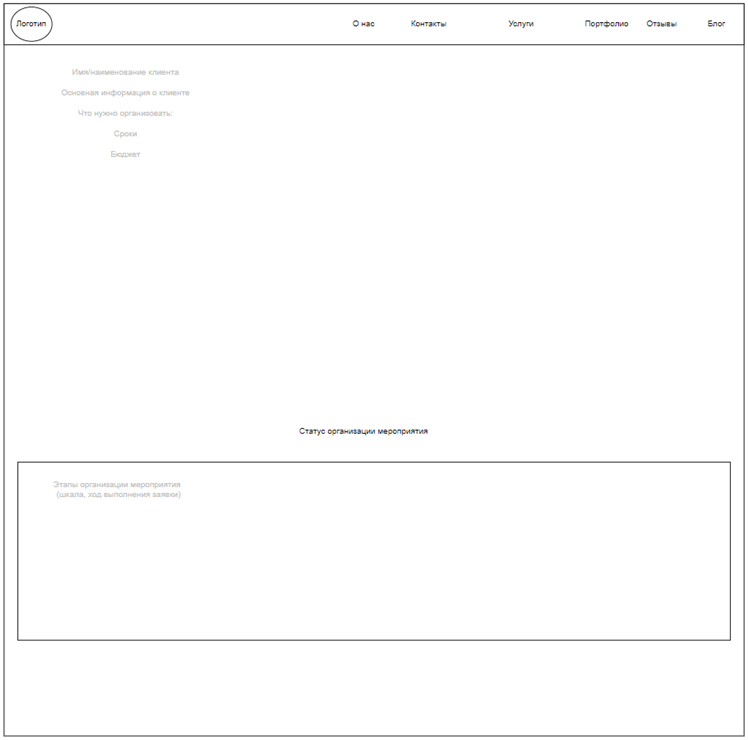 Логотип
О нас
Контакты
Услуги
Портфолио
Отзывы
Блог
Имя/наименование клиента
Основная информация о клиенте
Что нужно организовать:
Сроки
Бюджет
Статус организации мероприятия
Этапы организации мероприятия
(шкала, ход выполнения заявки)